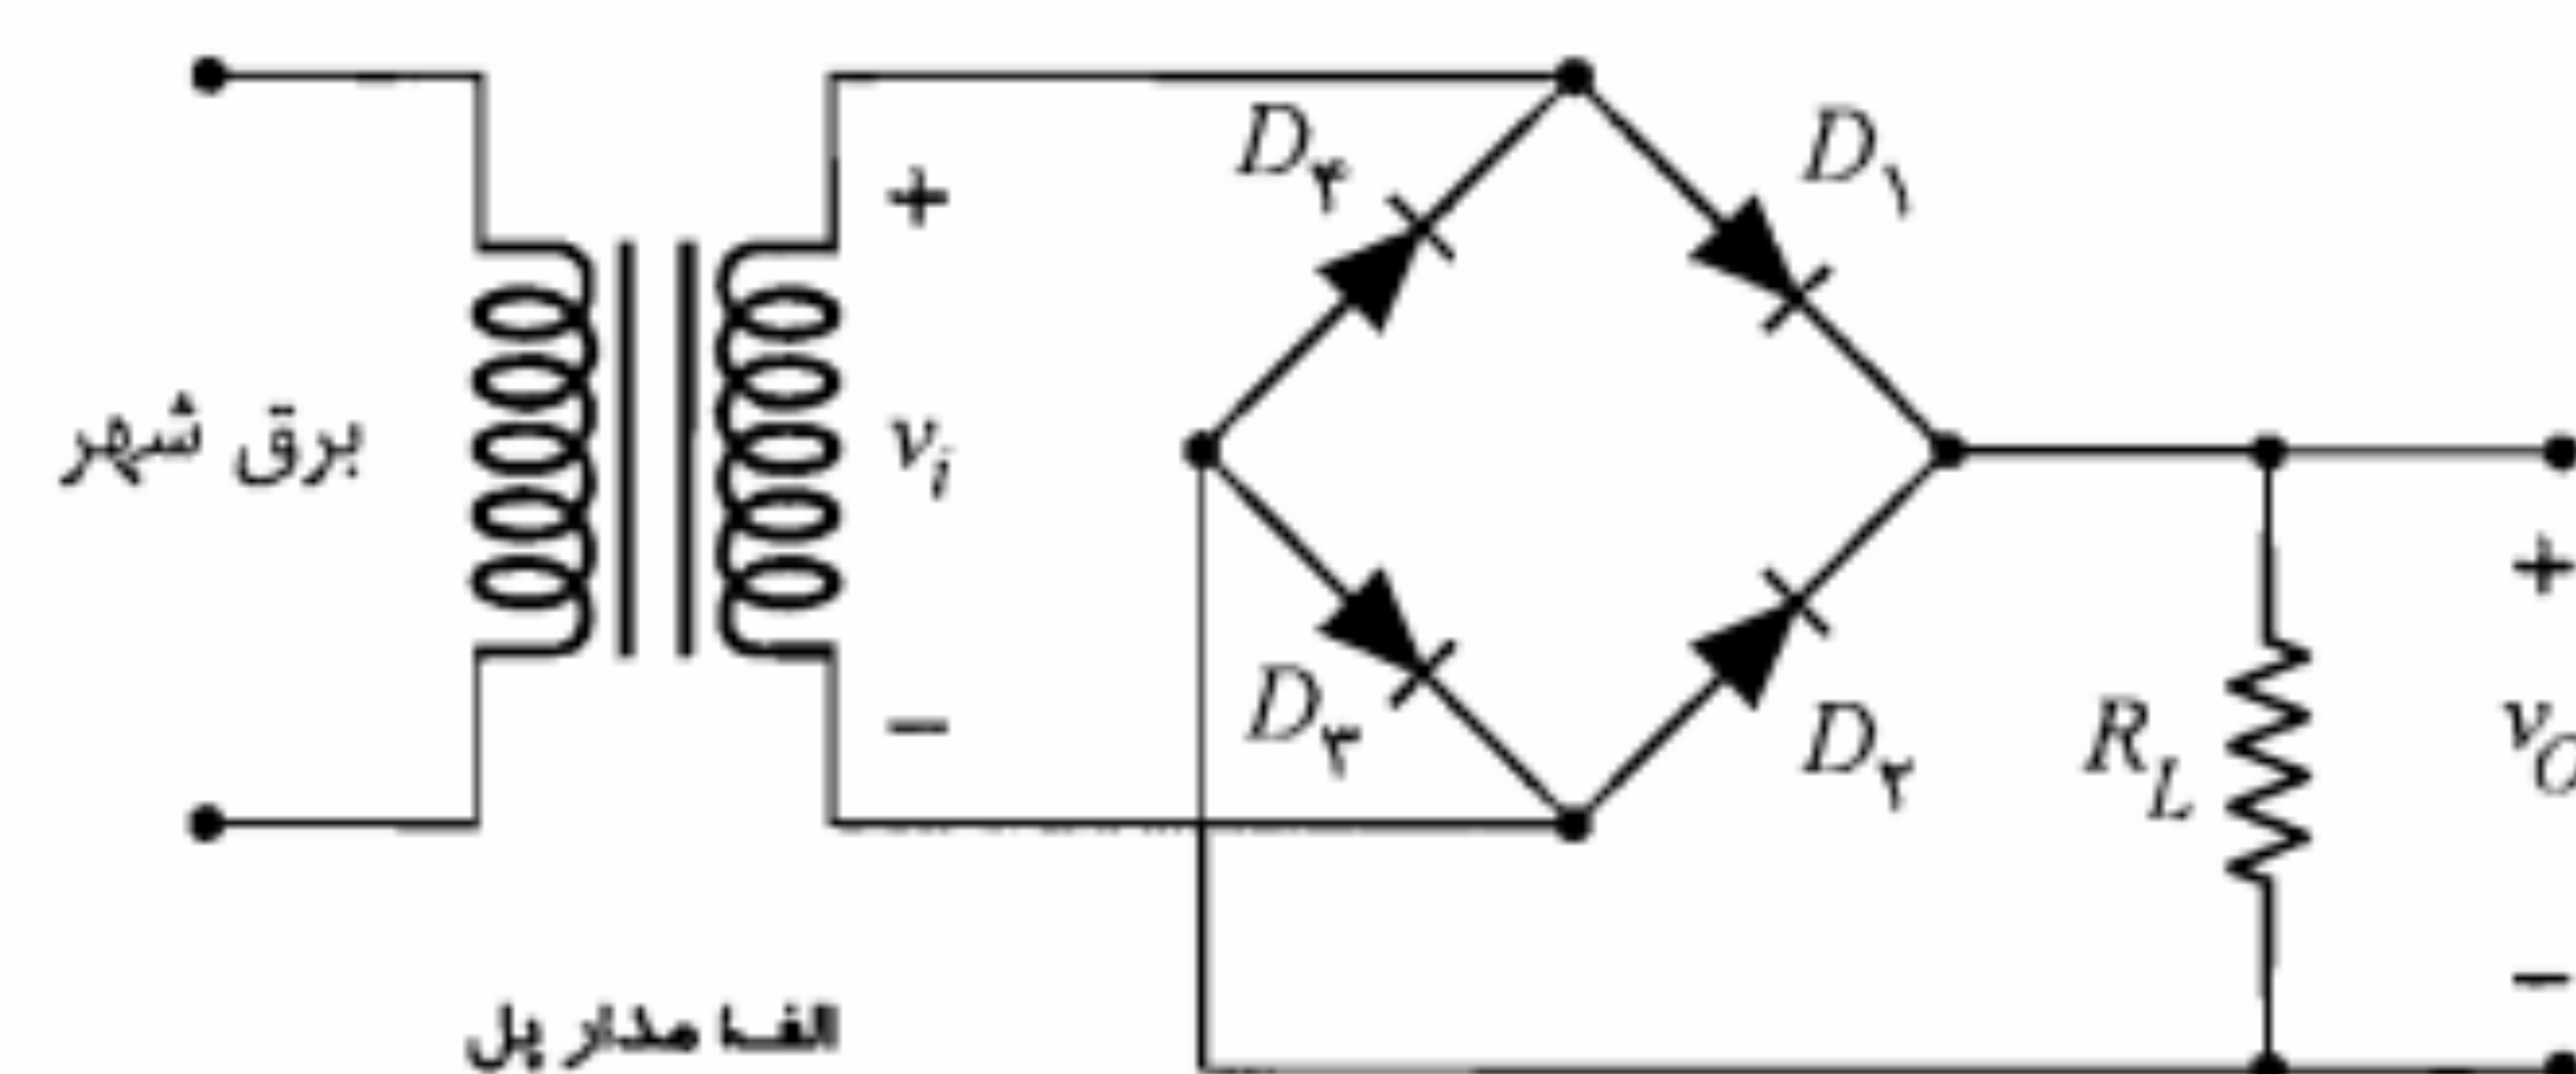 D۴
D۱
+
برق شهر
vi
+
D۳
D۲
RL
vO
−
−
الف) مدار پل